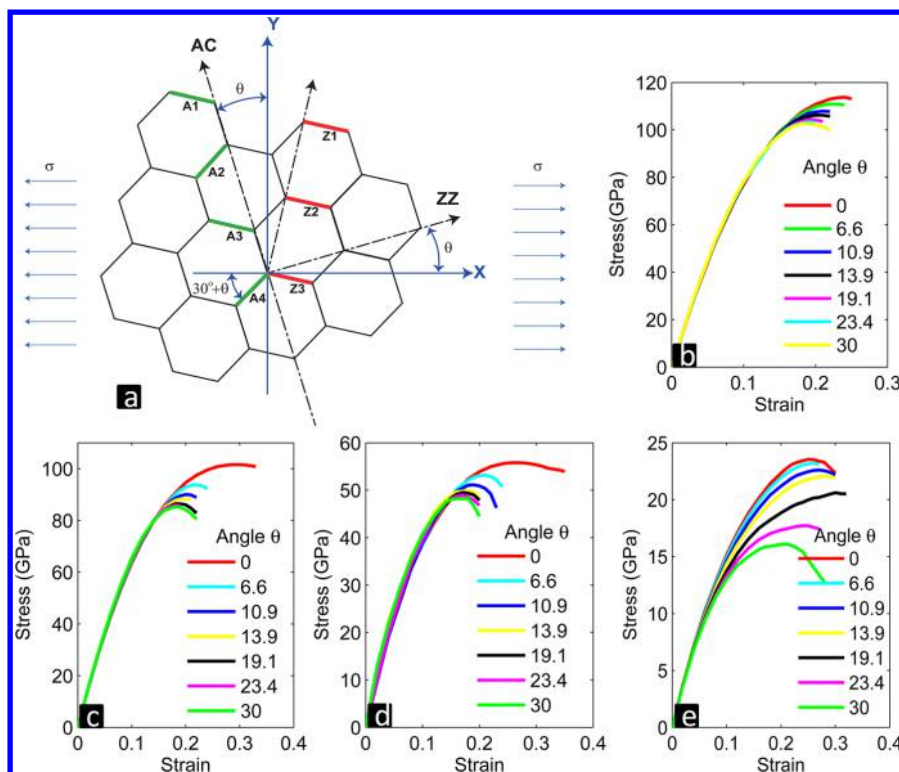 Y
AC
θ
A1
Z1
A2
σ
σ
ZZ
Z2
A3
θ
X
30°+θ
A4
Z3
a
120
100
80
60
40
20
0
Stress(GPa)
Angle θ
0
6.6
10.9
13.9
19.1
23.4
30
b
0
0.1
0.2
0.3
Strain
100
80
60
40
20
0
Stress (GPa)
Angle θ
0
6.6
10.9
13.9
19.1
23.4
30
c
0
0.1
0.2
0.3
0.4
Strain
60
50
40
30
20
10
0
Stress (GPa)
Angle θ
0
6.6
10.9
13.9
19.1
23.4
30
d
0
0.1
0.2
0.3
0.4
Strain
25
20
15
10
5
0
Stress (GPa)
Angle θ
0
6.6
10.9
13.9
19.1
23.4
30
e
0
0.1
0.2
0.3
0.4
Strain